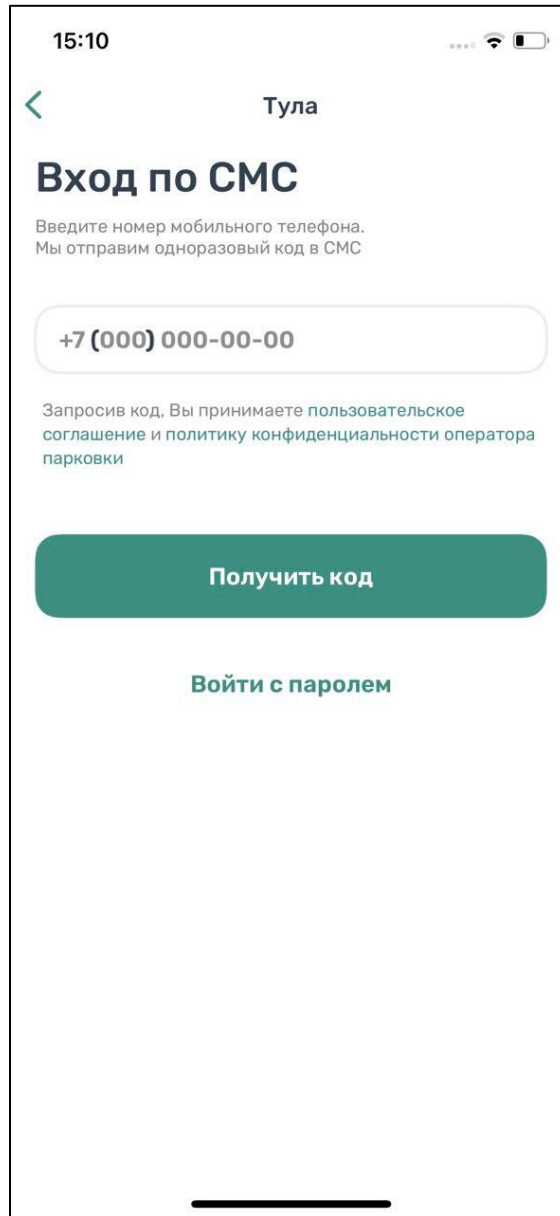 15:10
Тула
Вход по СМС
Введите номер мобильного телефона.
Мы отправим одноразовый код в СМС
+7 (000) 000-00-00
Запросив код, Вы принимаете пользовательское
соглашение и политику конфиденциальности оператора
парковки
Получить код
Войти с паролем